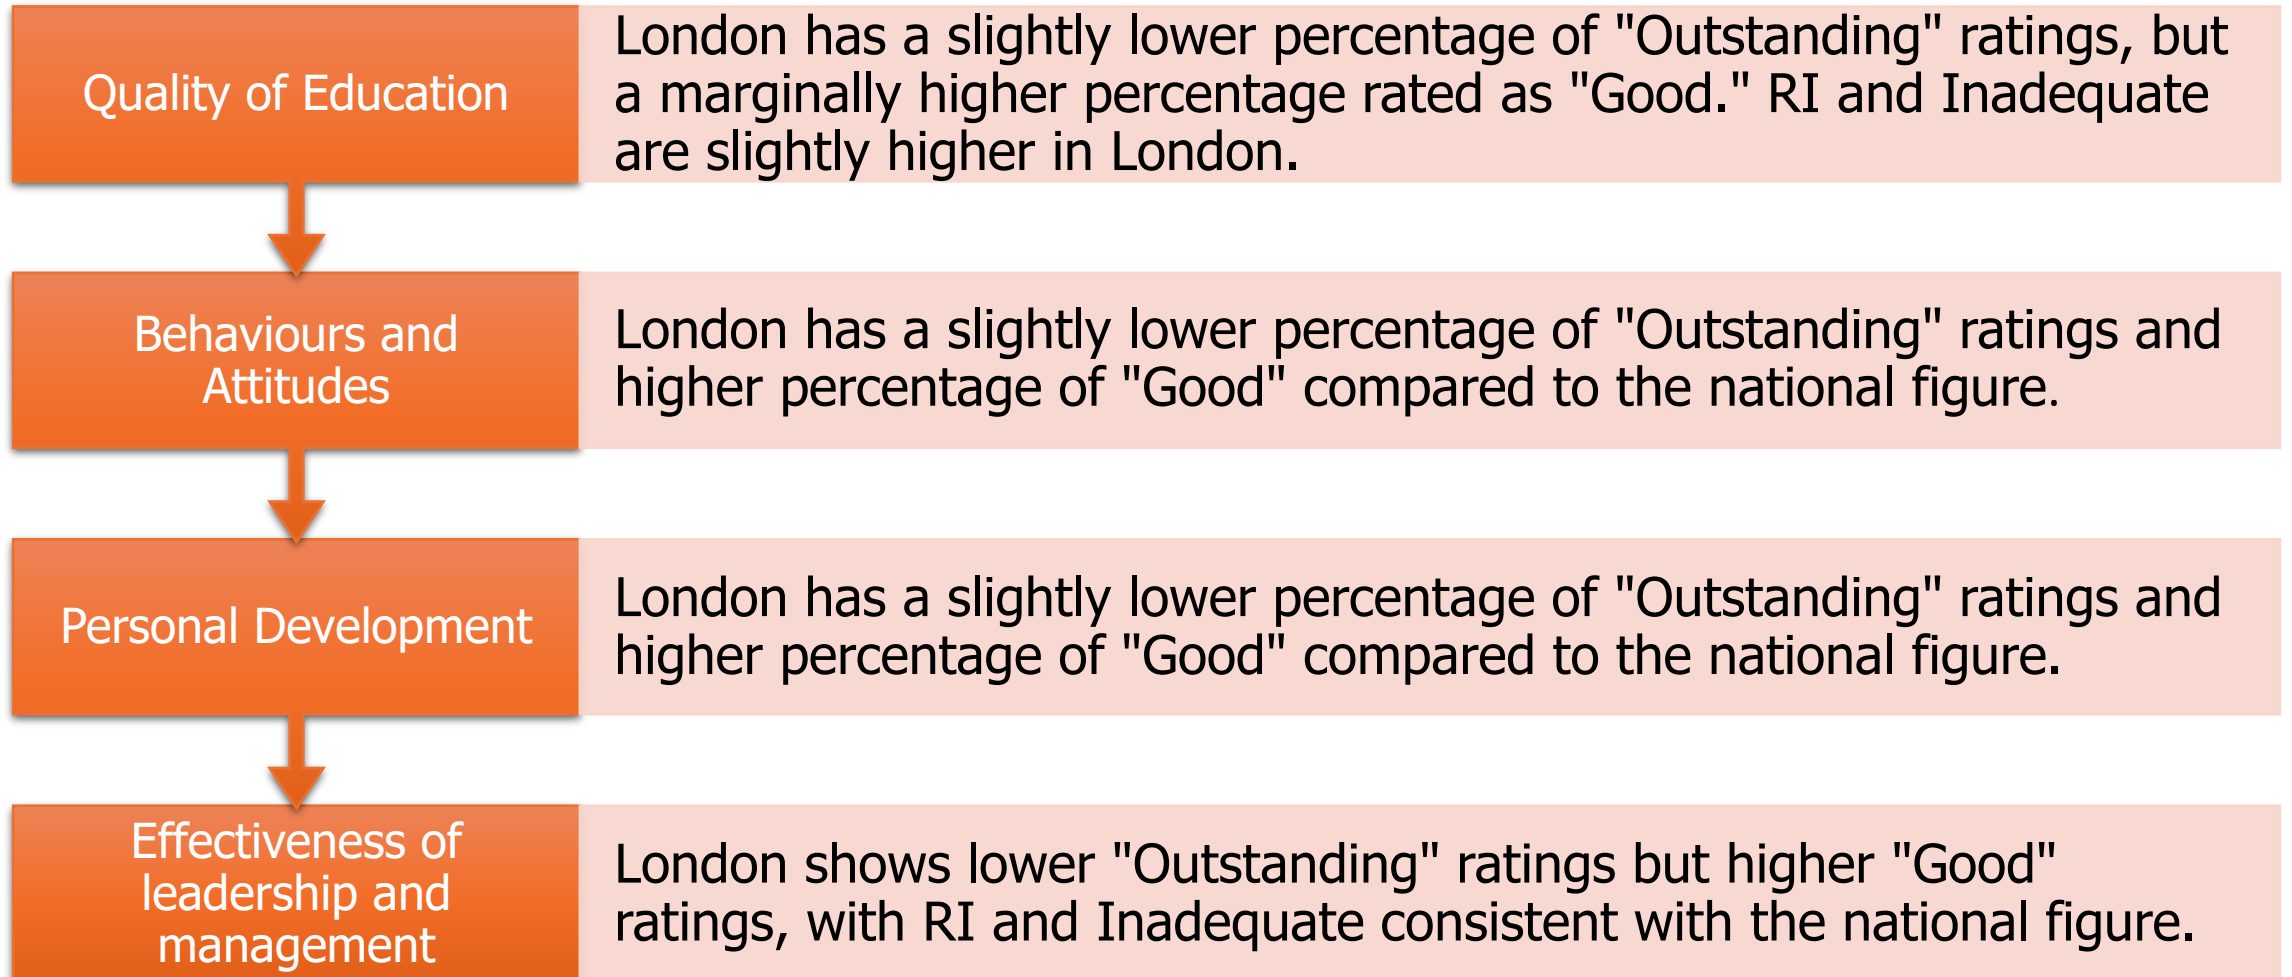 Quality of Education
London has a slightly lower percentage of "Outstanding" ratings, but
a marginally higher percentage rated as "Good." RI and Inadequate
are slightly higher in London.
Behaviours and
Attitudes
London has a slightly lower percentage of "Outstanding" ratings and
higher percentage of "Good" compared to the national figure.
Personal Development
London has a slightly lower percentage of "Outstanding" ratings and
higher percentage of "Good" compared to the national figure.
Effectiveness of
leadership and
management
London shows lower "Outstanding" ratings but higher "Good"
ratings, with RI and Inadequate consistent with the national figure.